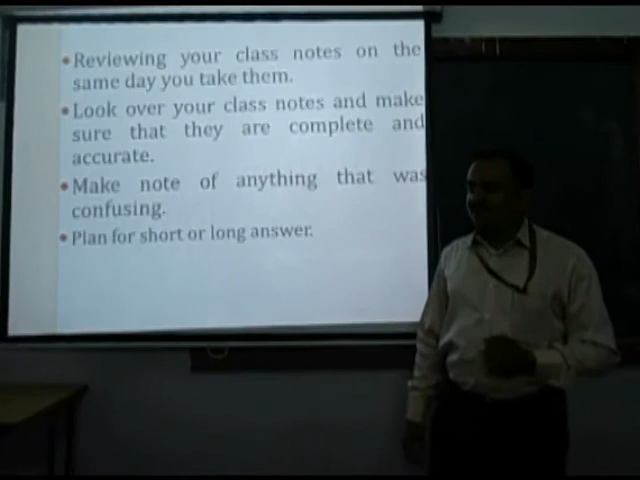 •Reviewing your class notes on the
same day you take them.
•Look over your class notes and make
sure that they are complete and
accurate.
•Make note of anything that was
confusing.
•Plan for short or long answer.